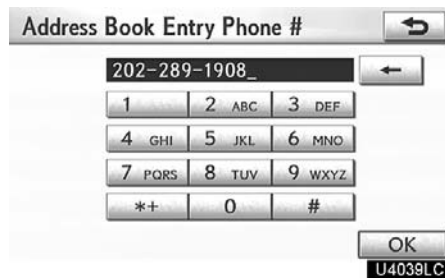 Address Book Entry Phone #
202-289-1908_
1 2 ABC 3 DEF
4 GHI 5 JKL 6 MNO
7 PQRS 8 TUV 9 WXYZ
*+ 0 #
OK
U4039LC